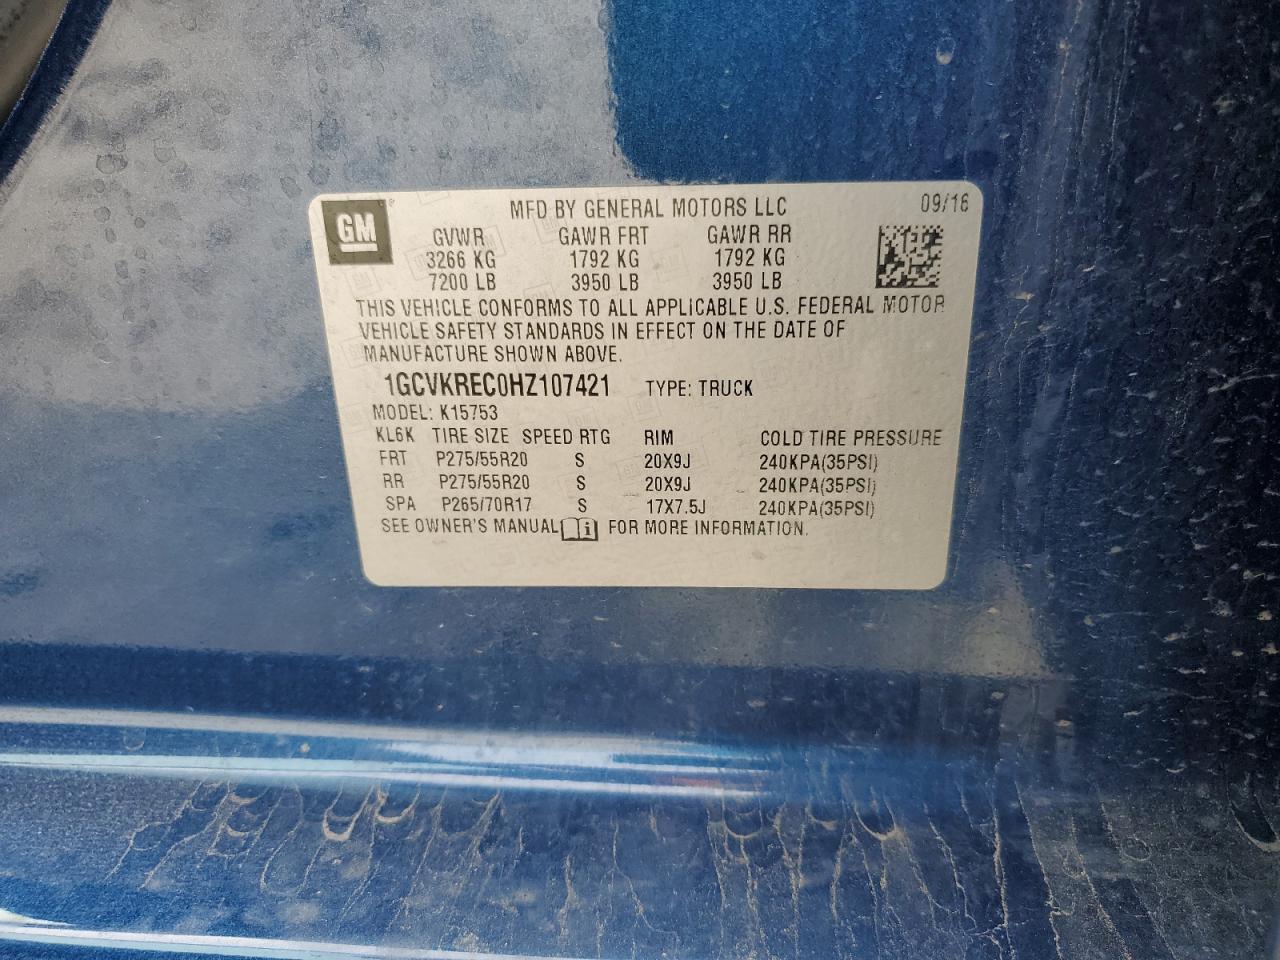 GM ®
MFD BY GENERAL MOTORS LLC 09/16
GVWR GAWR FRT GAWR RR
3266 KG 1792 KG 1792 KG
7200 LB 3950 LB 3950 LB
THIS VEHICLE CONFORMS TO ALL APPLICABLE U.S. FEDERAL MOTOR
VEHICLE SAFETY STANDARDS IN EFFECT ON THE DATE OF
MANUFACTURE SHOWN ABOVE.
1GCVKREC0HZ107421 TYPE: TRUCK
MODEL: K15753
KL6K TIRE SIZE SPEED RTG RIM COLD TIRE PRESSURE
FRT P275/55R20 S 20X9J 240KPA(35PSI)
RR P275/55R20 S 20X9J 240KPA(35PSI)
SPA P265/70R17 S 17X7.5J 240KPA(35PSI)
SEE OWNER'S MANUAL i FOR MORE INFORMATION.